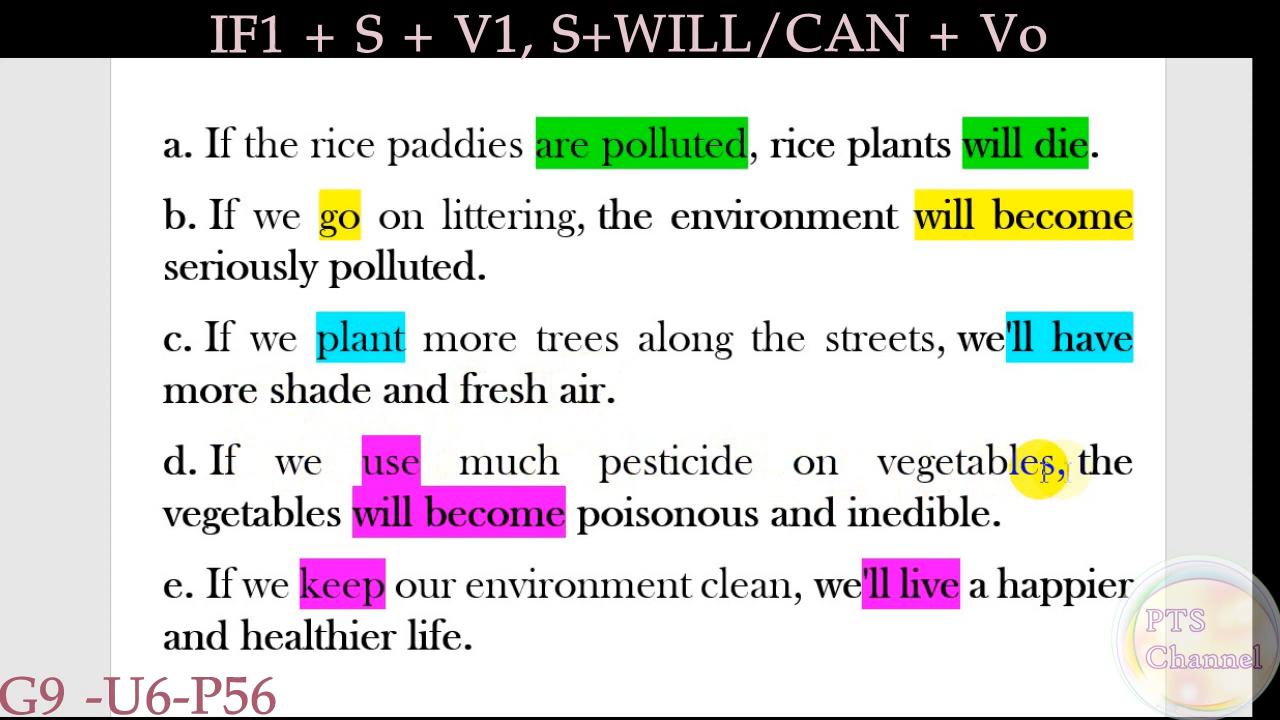 IF1 + S + V1, S+WILL/CAN + Vo
a. If the rice paddies are polluted, rice plants will die.
b. If we go on littering, the environment will become
seriously polluted.
c. If we plant more trees along the streets, we'll have
more shade and fresh air.
d. If we use much pesticide on vegetables, the
vegetables will become poisonous and inedible.
e. If we keep our environment clean, we'll live a happier
and healthier life.
PTS
Channel
G9 -U6-P56